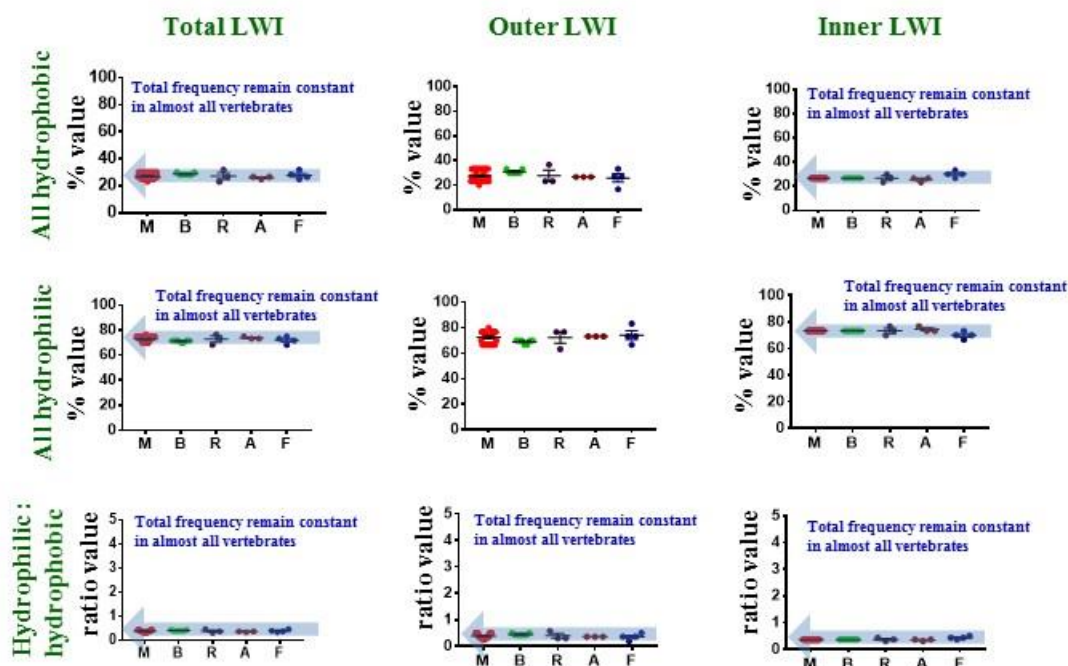 Total LWI
Outer LWI
Inner LWI
All hydrophobic
% value
100
80
60
40
20
0
Total frequency remain constant
in almost all vertebrates
M B R A F
% value
100
80
60
40
20
0
M B R A F
% value
100
80
60
40
20
0
Total frequency remain constant
in almost all vertebrates
M B R A F
All hydrophilic
% value
100
80
60
40
20
0
Total frequency remain constant
in almost all vertebrates
M B R A F
% value
100
80
60
40
20
0
M B R A F
% value
100
80
60
40
20
0
Total frequency remain constant
in almost all vertebrates
M B R A F
Hydrophilic :
hydrophobic
ratio value
5
4
3
2
1
0
Total frequency remain constant
in almost all vertebrates
M B R A F
ratio value
5
4
3
2
1
0
Total frequency remain constant
in almost all vertebrates
M B R A F
ratio value
5
4
3
2
1
0
Total frequency remain constant
in almost all vertebrates
M B R A F